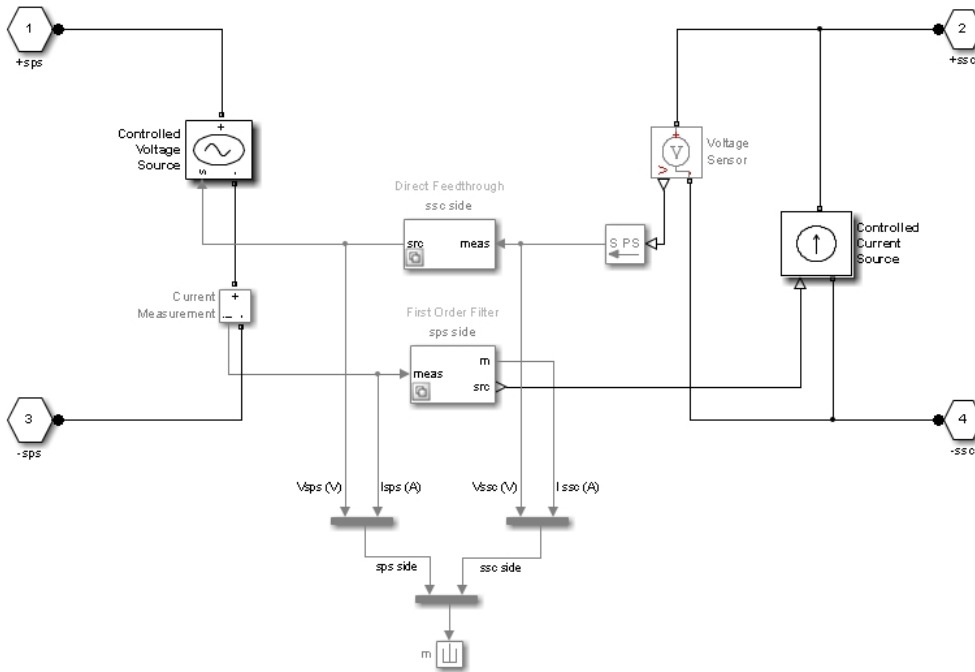 1
+sps
2
+ssc
Controlled
Voltage
Source
+
s
-
Voltage
Sensor
+
V
V
-
Direct Feedthrough
ssc side
src
meas
S PS
Controlled
Current
Source
Current
Measurement
+
i
-
First Order Filter
sps side
meas
m
src
3
-sps
4
-ssc
Vsps (V)
Isps (A)
Vssc (V)
I ssc (A)
sps side
ssc side
m